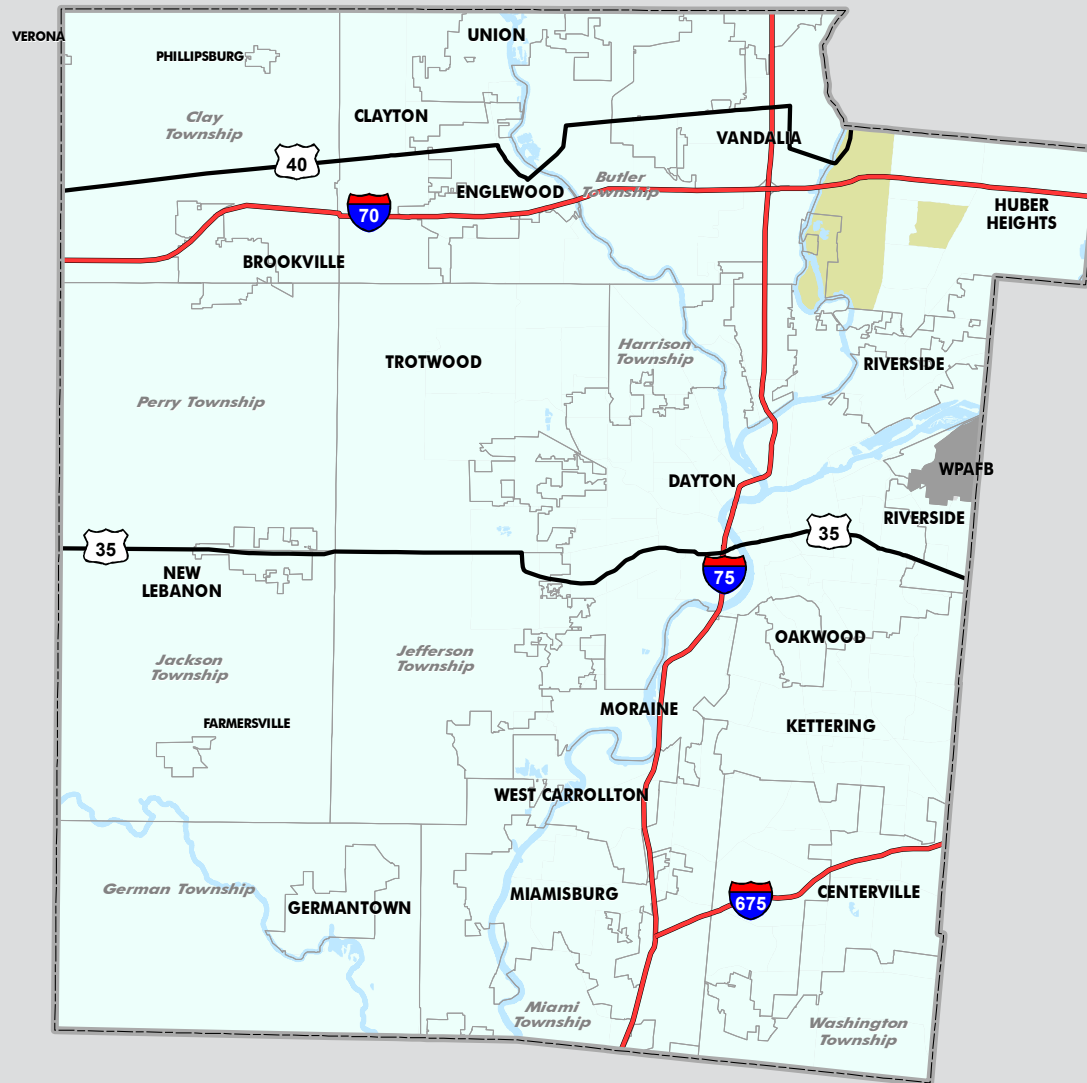 UNION
VERONA
PHILLIPSBURG
CLAYTON
Clay
Township
VANDALIA
40
Butler
Township
ENGLEWOOD
HUBER
HEIGHTS
70
BROOKVILLE
Harrison
Township
TROTWOOD
RIVERSIDE
Perry Township
WPAFB
DAYTON
RIVERSIDE
35
35
NEW
LEBANON
75
OAKWOOD
Jefferson
Township
Jackson
Township
MORAINE
FARMERSVILLE
KETTERING
WEST CARROLLTON
German Township
MIAMISBURG
CENTERVILLE
675
GERMANTOWN
Miami
Township
Washington
Township